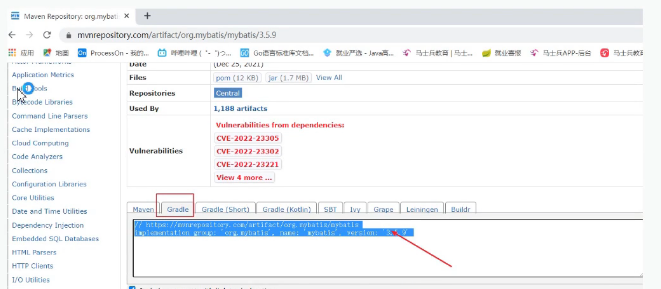 Maven Repository: org.mybati
mvnrepository.com/artifact/org.mybatis/mybatis/3.5.9
应用
地图
ProcessOn - 我的...
哔哩哔哩 (゜-゜)つ...
Go语言标准库文档...
就业严选 - Java高...
马士兵教育 | 马士...
就业喜报
马士兵APP-后台
马士兵教育
Application Metrics
Build Tools
Bytecode Libraries
Command Line Parsers
Cache Implementations
Cloud Computing
Code Analyzers
Collections
Configuration Libraries
Core Utilities
Date and Time Utilities
Dependency Injection
Embedded SQL Databases
HTML Parsers
HTTP Clients
I/O Utilities
Date (Dec 25, 2021)
Files pom (12 KB) jar (1.7 MB) View All
Repositories Central
Used By 1,188 artifacts
Vulnerabilities
Vulnerabilities from dependencies:
CVE-2022-23305
CVE-2022-23302
CVE-2022-23221
View 4 more ...
Maven Gradle Gradle (Short) Gradle (Kotlin) SBT Ivy Grape Leiningen Buildr
// https://mvnrepository.com/artifact/org.mybatis/mybatis
implementation group: 'org.mybatis', name: 'mybatis', version: